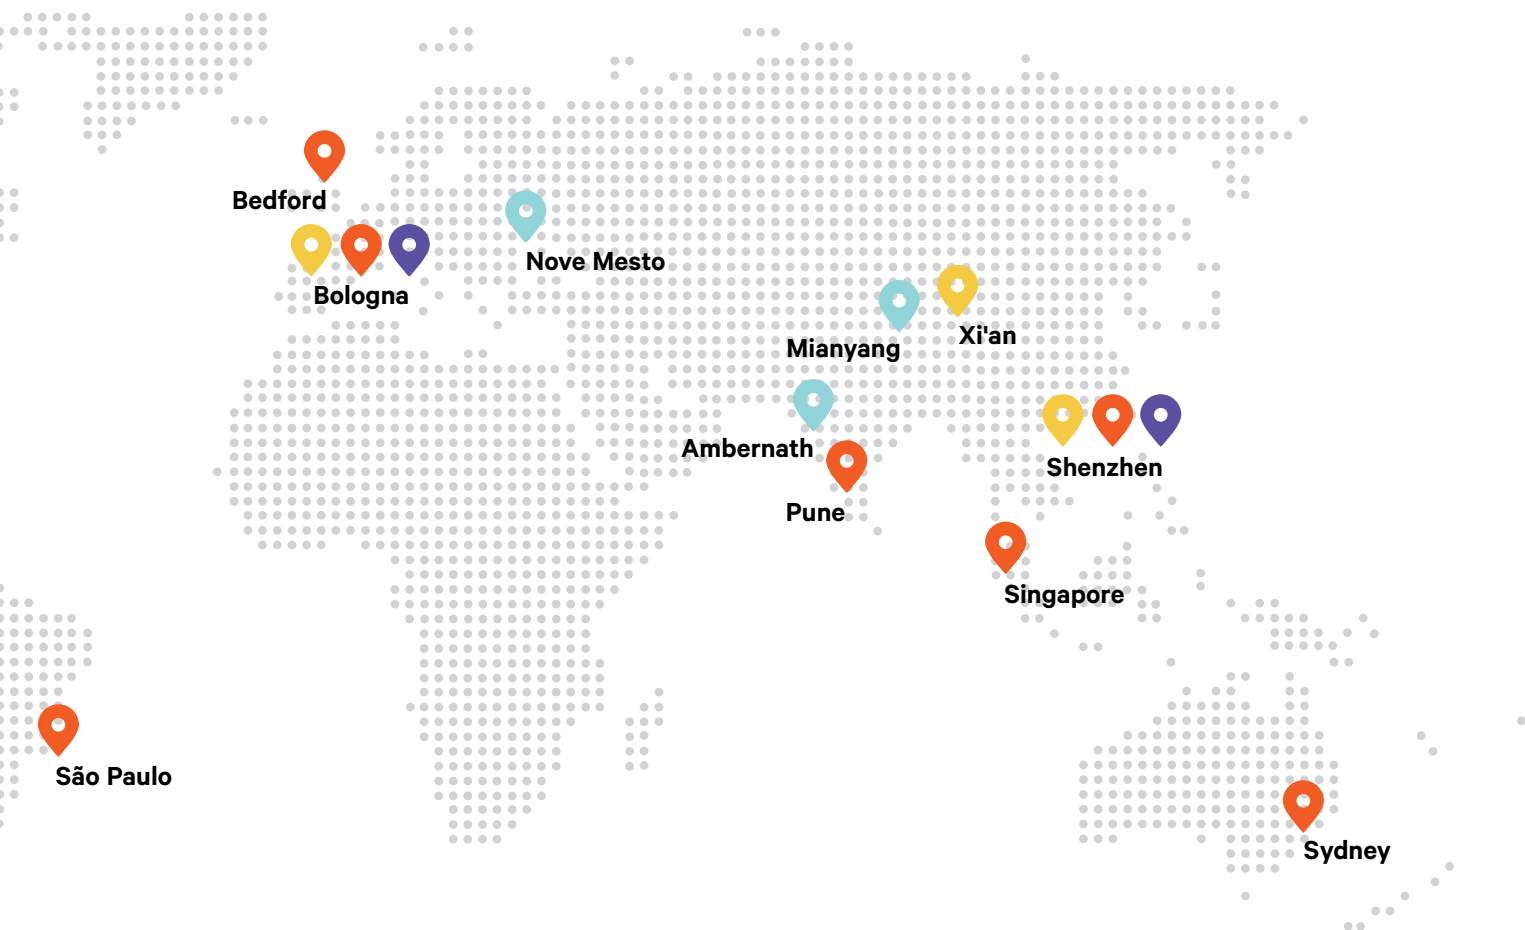 Bedford
Nove Mesto
Bologna
Xi'an
Mianyang
Ambernath
Shenzhen
Pune
Singapore
São Paulo
Sydney